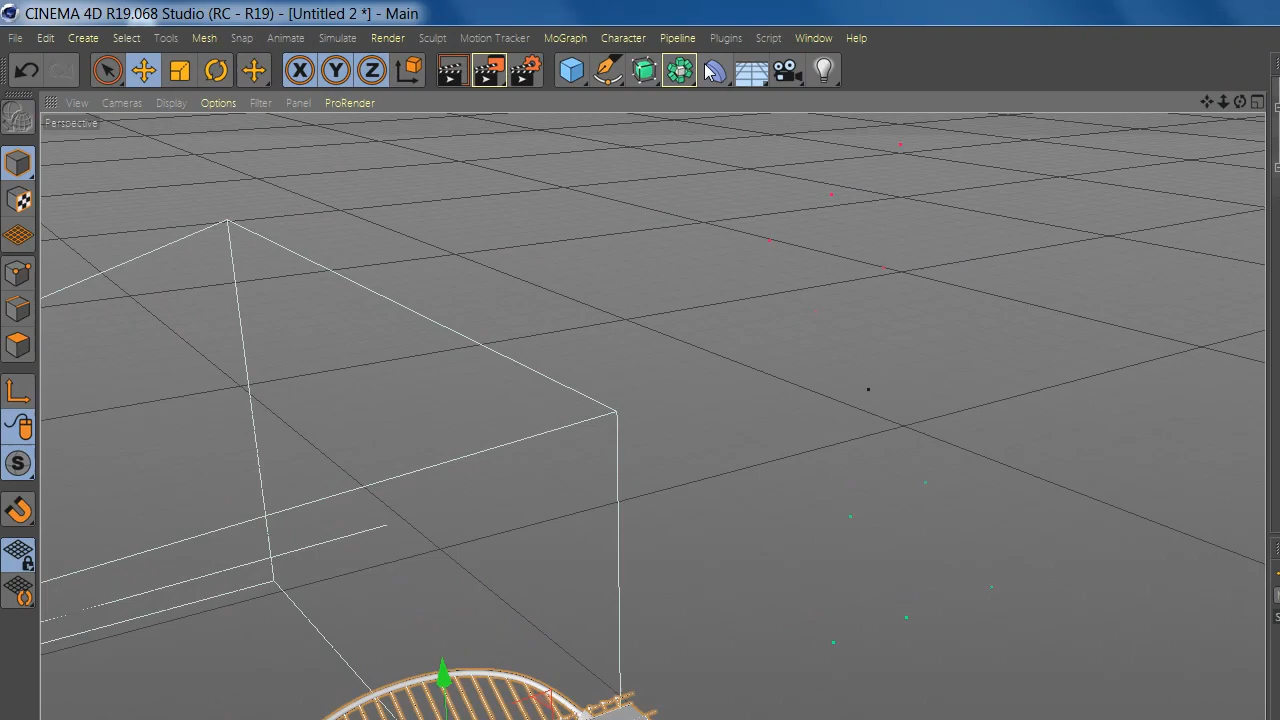 CINEMA 4D R19.068 Studio (RC - R19) - [Untitled 2 *] - Main
File Edit Create Select Tools Mesh Snap Animate Simulate Render Sculpt Motion Tracker MoGraph Character Pipeline Plugins Script Window Help
X Y Z
View Cameras Display Options Filter Panel ProRender
Perspective
S